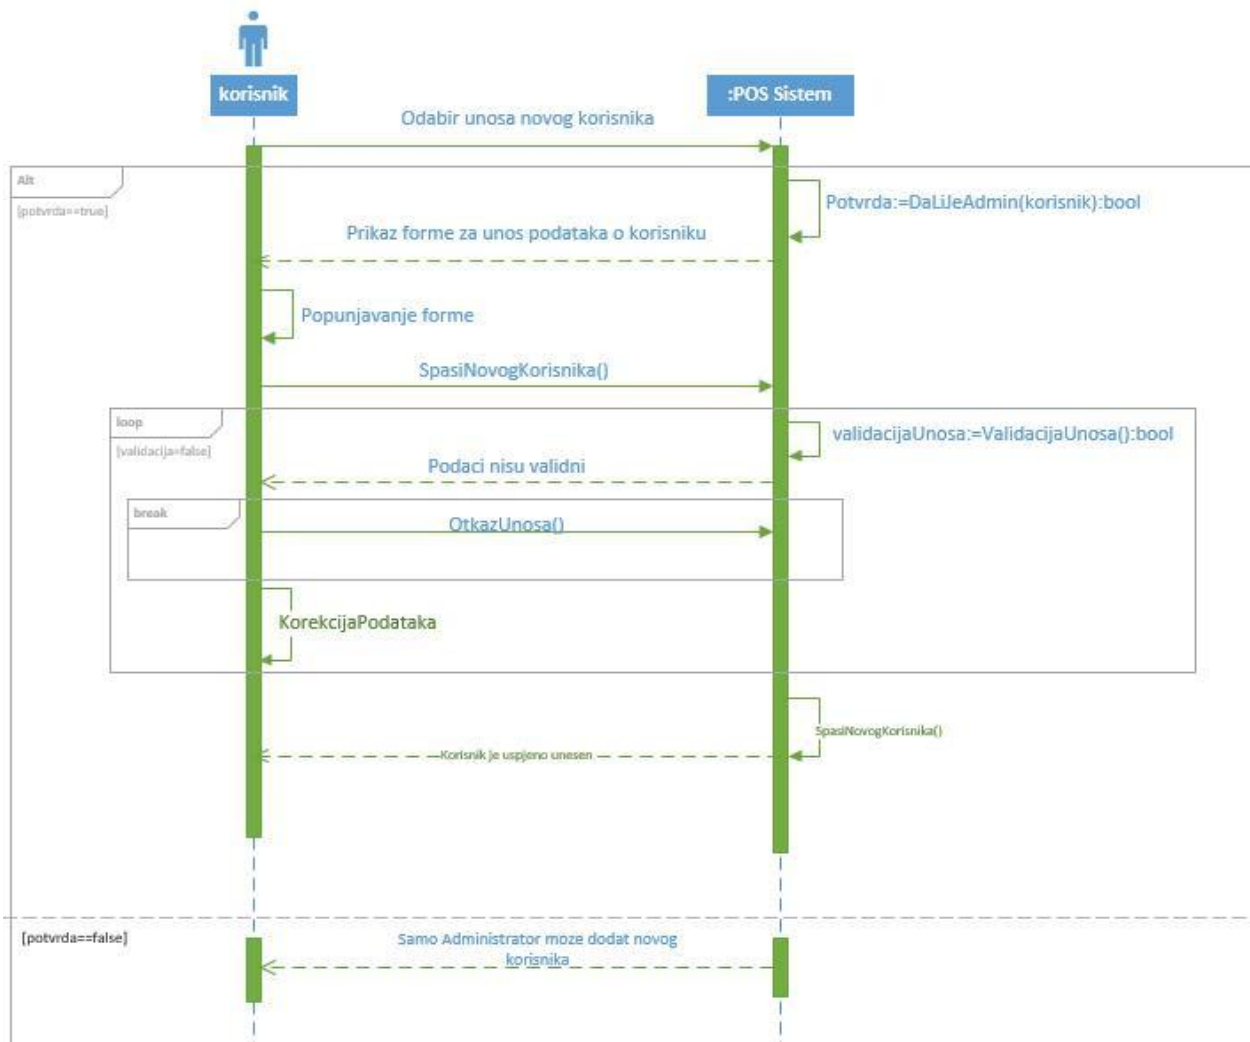 korisnik
:POS Sistem
Odabir unosa novog korisnika
Alt
[potvrda==true]
Potvrda:=DaLiJeAdmin(korisnik):bool
Prikaz forme za unos podataka o korisniku
Popunjavanje forme
SpasiNovogKorisnika()
loop
[validacija=false]
validacijaUnosa:=ValidacijaUnosa():bool
Podaci nisu validni
break
OtkazUnosa()
KorekcijaPodataka
SpasiNovogKorisnika()
Korisnik je uspjeno unesen
[potvrda==false]
Samo Administrator moze dodat novog
korisnika